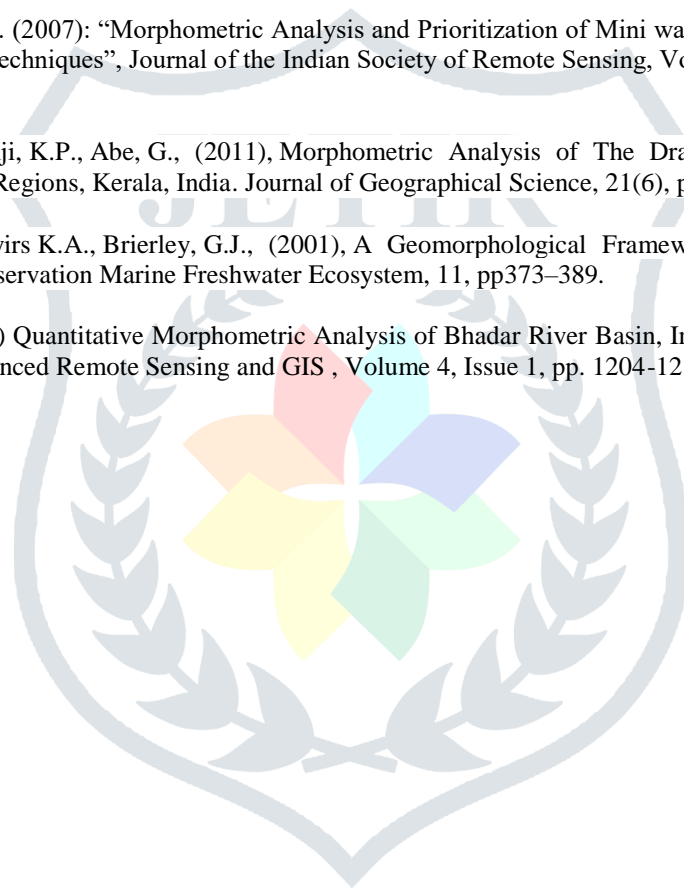 . (2007): “Morphometric Analysis and Prioritization of Mini wa
echniques”, Journal of the Indian Society of Remote Sensing, Vo
ji, K.P., Abe, G., (2011), Morphometric Analysis of The Dra
Regions, Kerala, India. Journal of Geographical Science, 21(6), p
JETIR
virs K.A., Brierley, G.J., (2001), A Geomorphological Framew
servation Marine Freshwater Ecosystem, 11, pp373–389.
) Quantitative Morphometric Analysis of Bhadar River Basin, In
nced Remote Sensing and GIS , Volume 4, Issue 1, pp. 1204-12